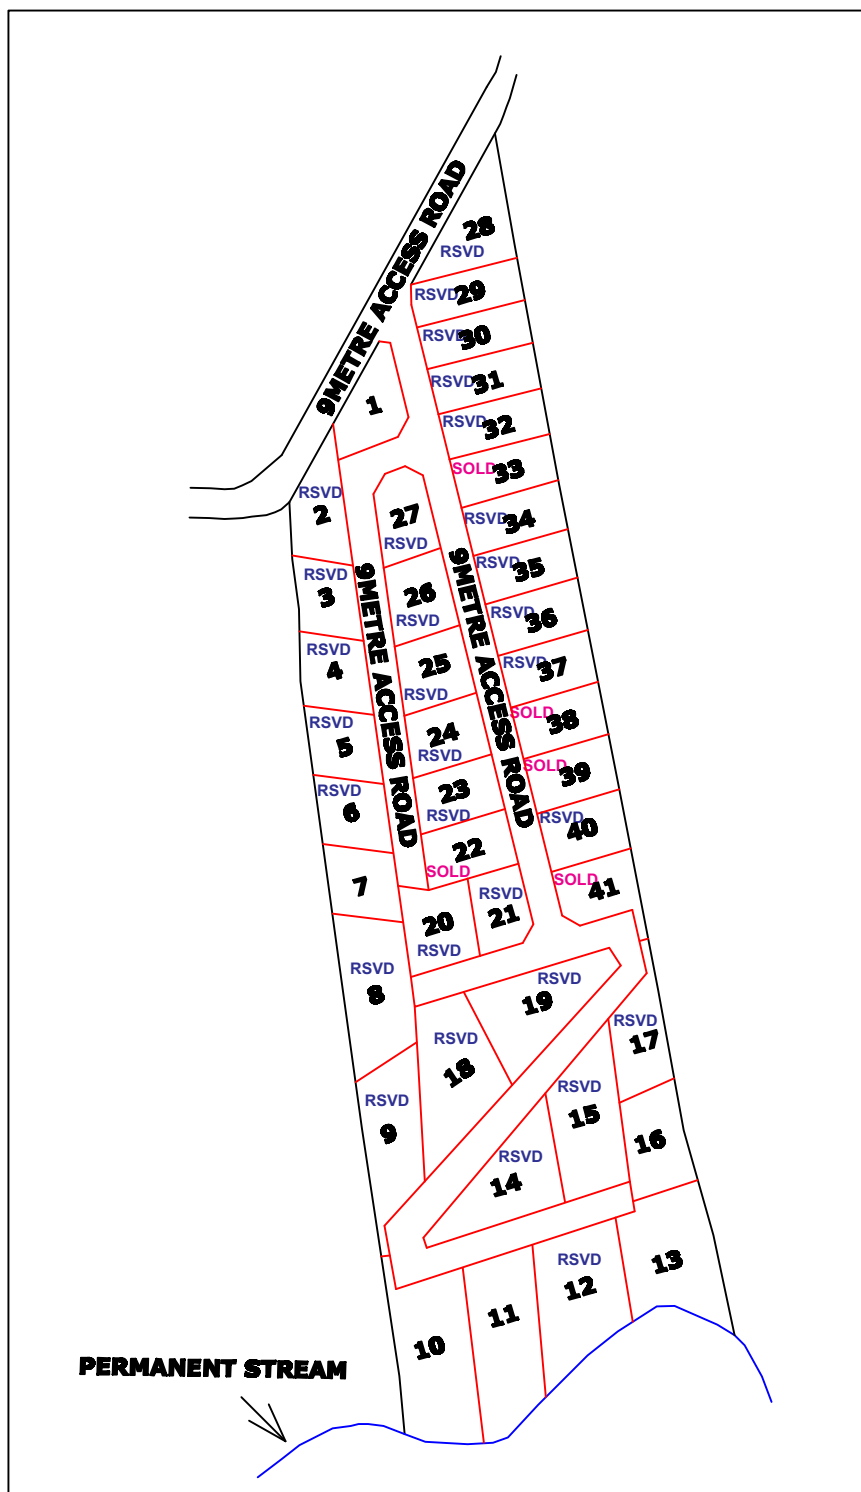 9METRE ACCESS ROAD
28
RSVD
RSVD 29
RSVD 30
RSVD 31
RSVD 32
SOLD 33
RSVD 34
RSVD 35
RSVD 36
RSVD 37
SOLD 38
SOLD 39
RSVD 40
SOLD 41
1
RSVD
2
RSVD
3
RSVD
4
RSVD
5
RSVD
6
7
RSVD
8
RSVD
9
9METRE ACCESS ROAD
27
RSVD
26
RSVD
25
RSVD
24
RSVD
23
RSVD
22
SOLD
20
RSVD
RSVD
21
9METRE ACCESS ROAD
RSVD
19
RSVD
18
RSVD
17
RSVD
15
16
RSVD
14
10
11
RSVD
12
13
PERMANENT STREAM